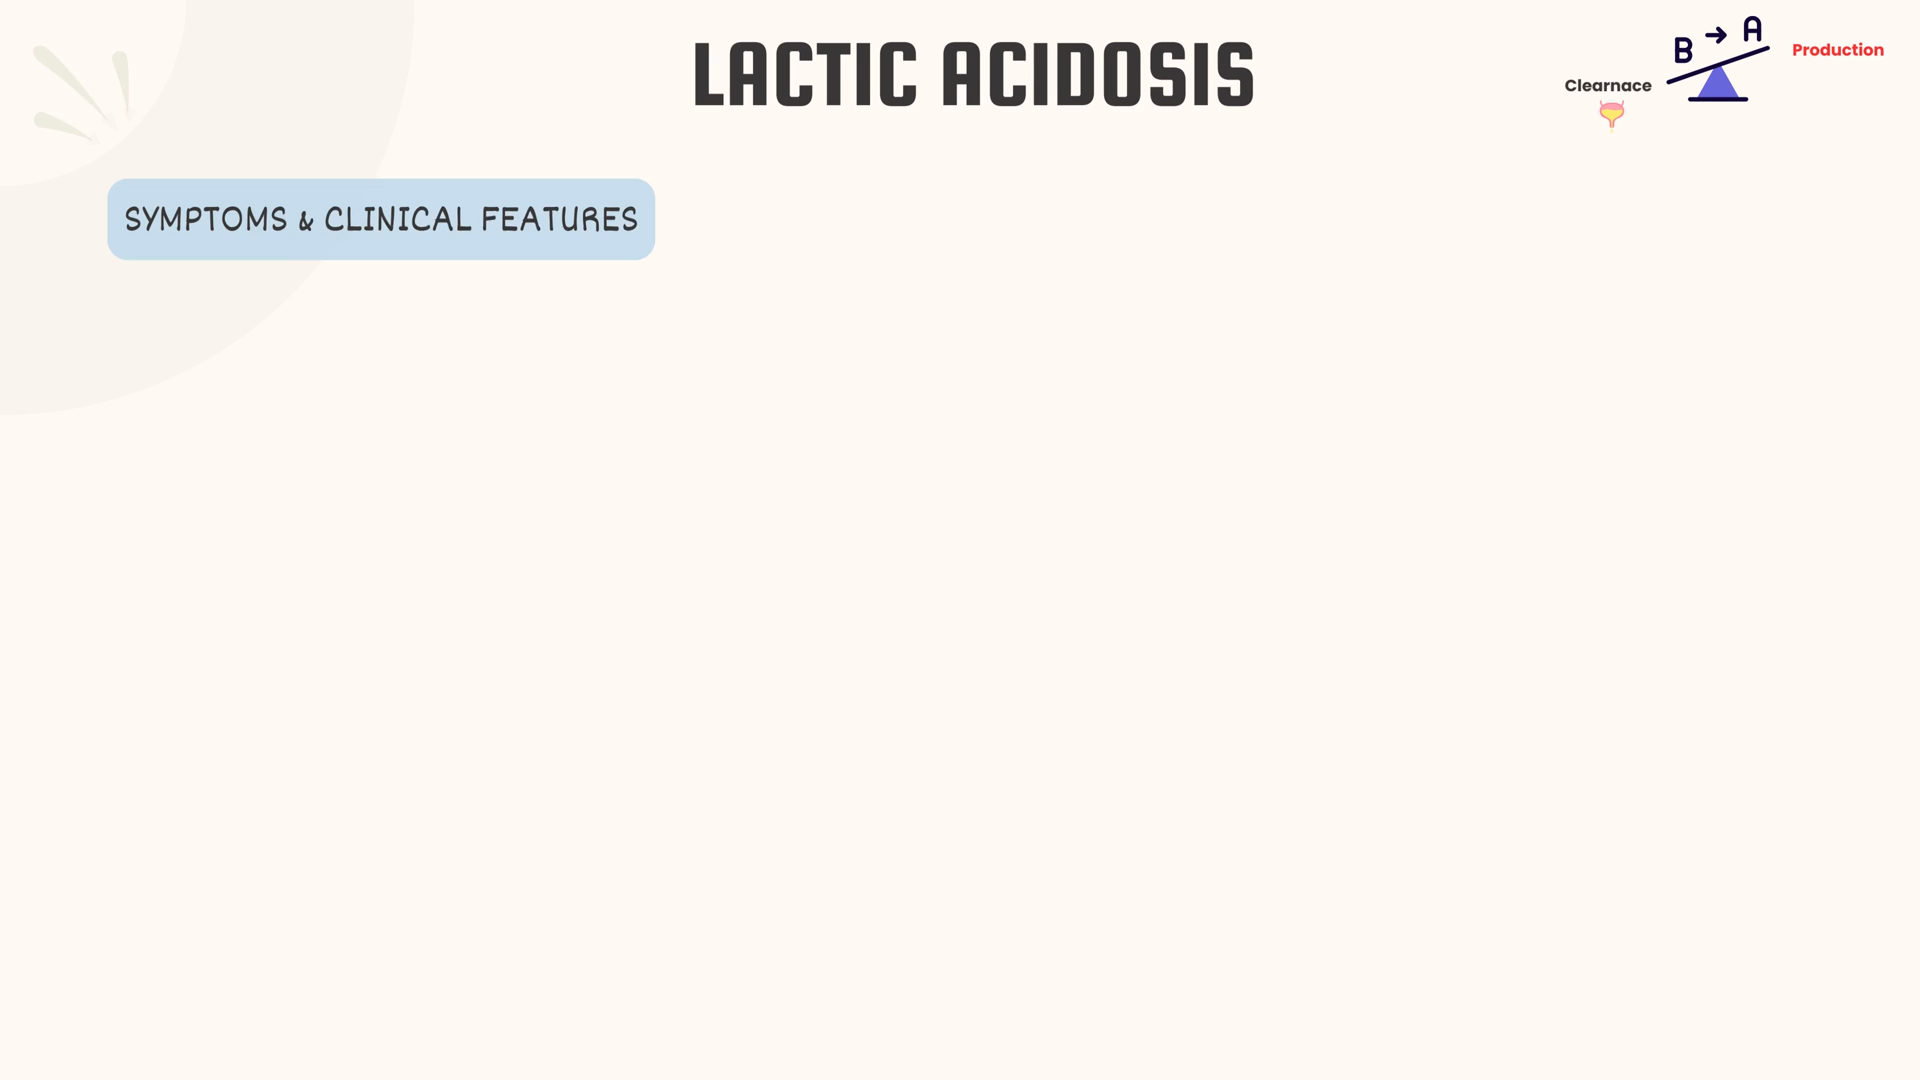 LACTIC ACIDOSIS
B → A
Production
Clearnace
SYMPTOMS & CLINICAL FEATURES